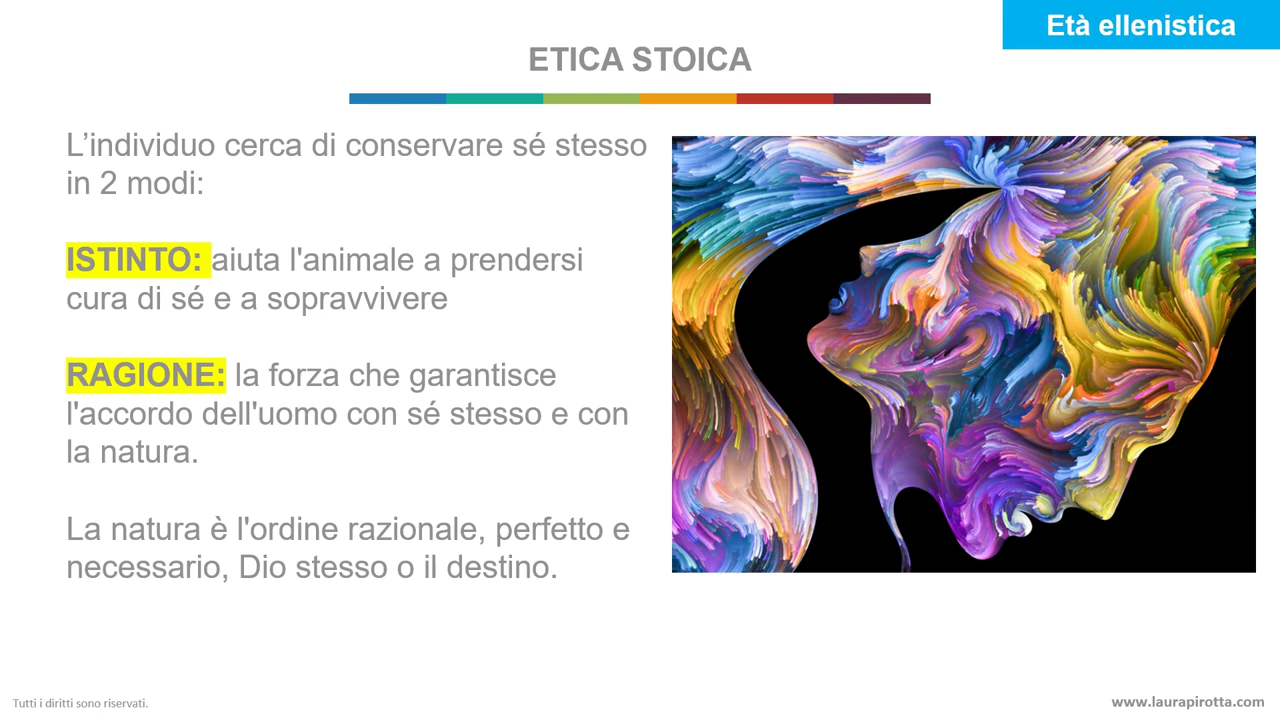 Età ellenistica
ETICA STOICA
L’individuo cerca di conservare sé stesso
in 2 modi:
ISTINTO: aiuta l'animale a prendersi
cura di sé e a sopravvivere
RAGIONE: la forza che garantisce
l'accordo dell'uomo con sé stesso e con
la natura.
La natura è l'ordine razionale, perfetto e
necessario, Dio stesso o il destino.
Tutti i diritti sono riservati.
www.laurapirotta.com